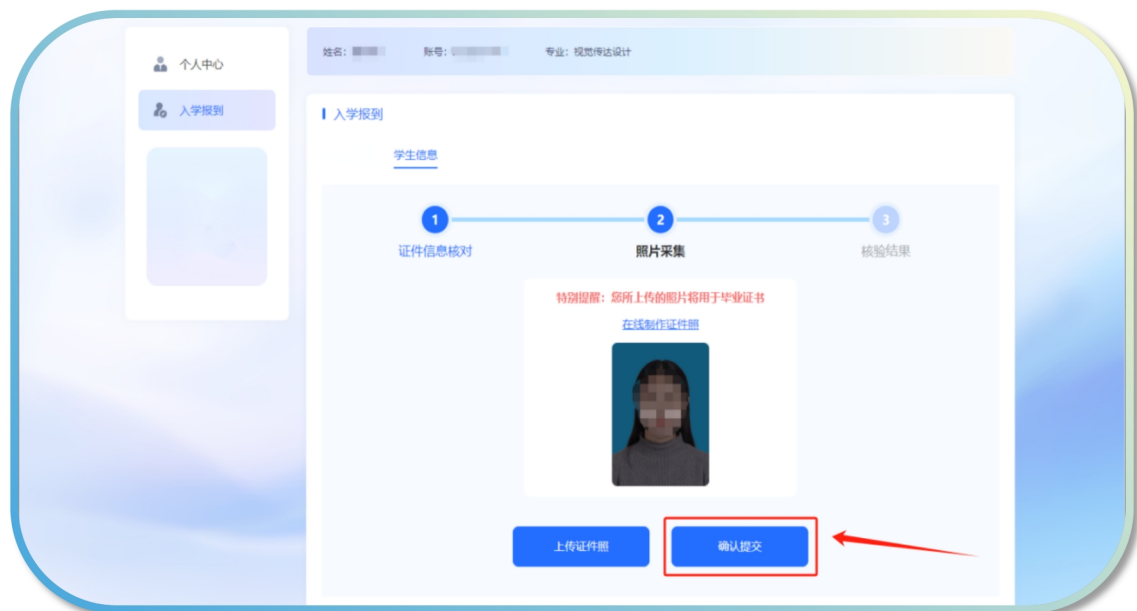 个人中心
入学报到
姓名：
账号：
专业：视觉传达设计
入学报到
学生信息
1
2
3
证件信息核对
照片采集
核验结果
特别提醒：您所上传的照片将用于毕业证书
在线制作证件照
上传证件照
确认提交